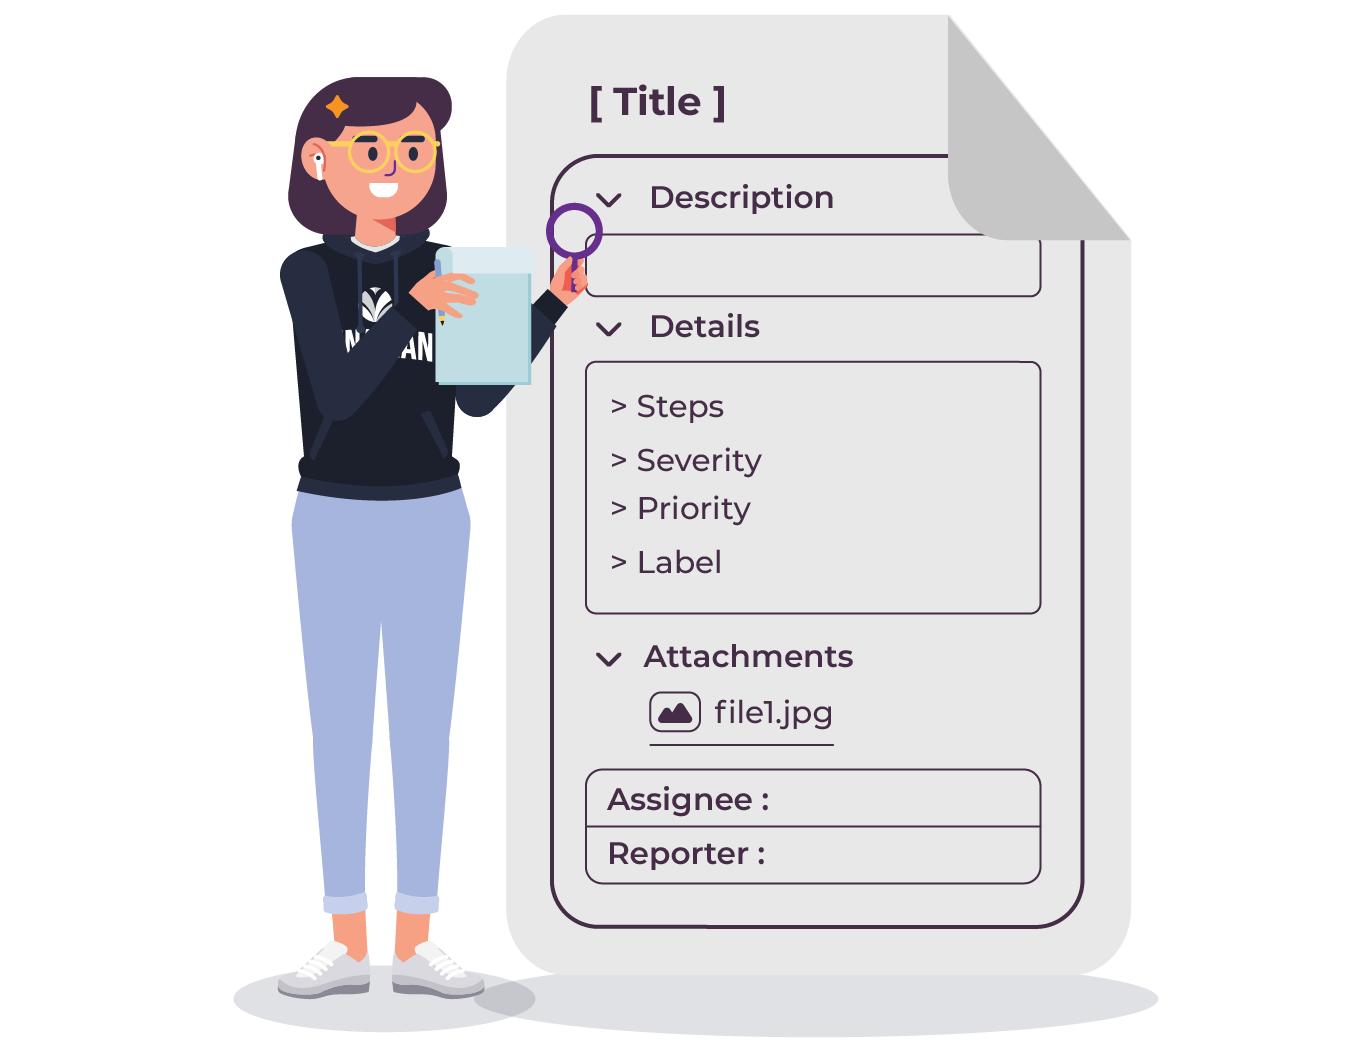 [ Title ]
Description
Details
> Steps
> Severity
> Priority
> Label
Attachments
file1.jpg
Assignee :
Reporter :